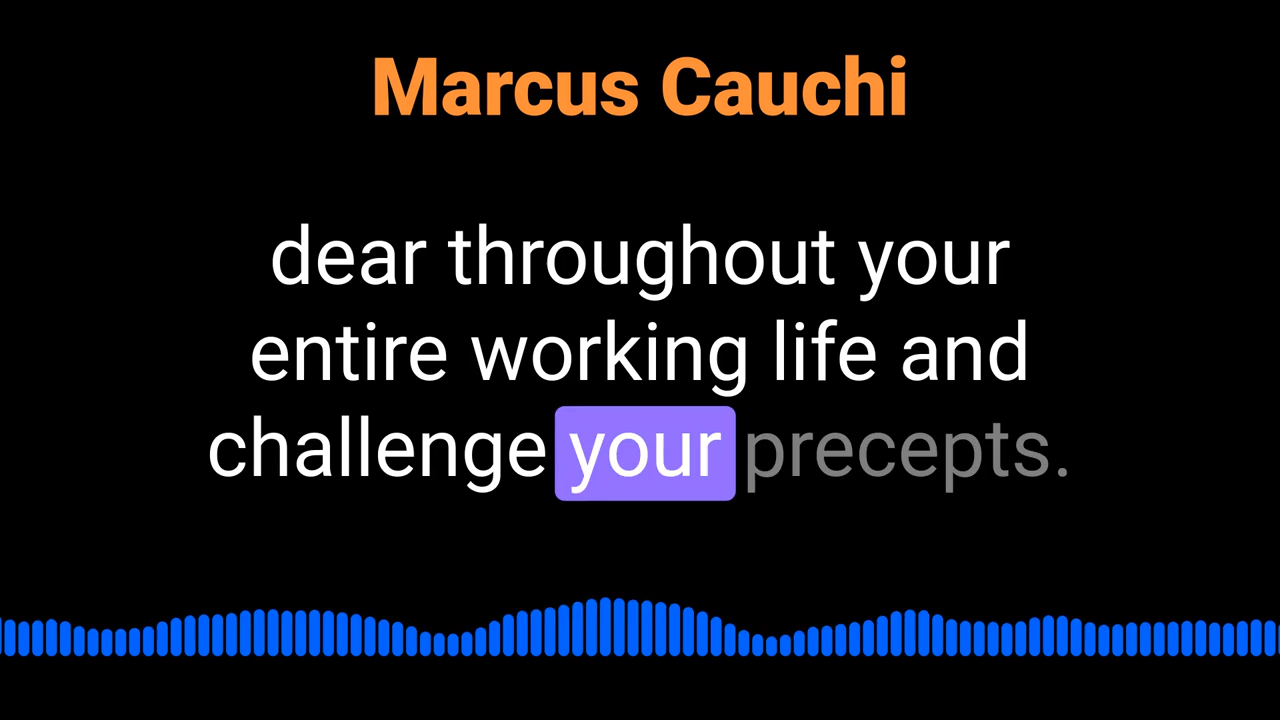 Marcus Cauchi
dear throughout your
entire working life and
challenge your precepts.